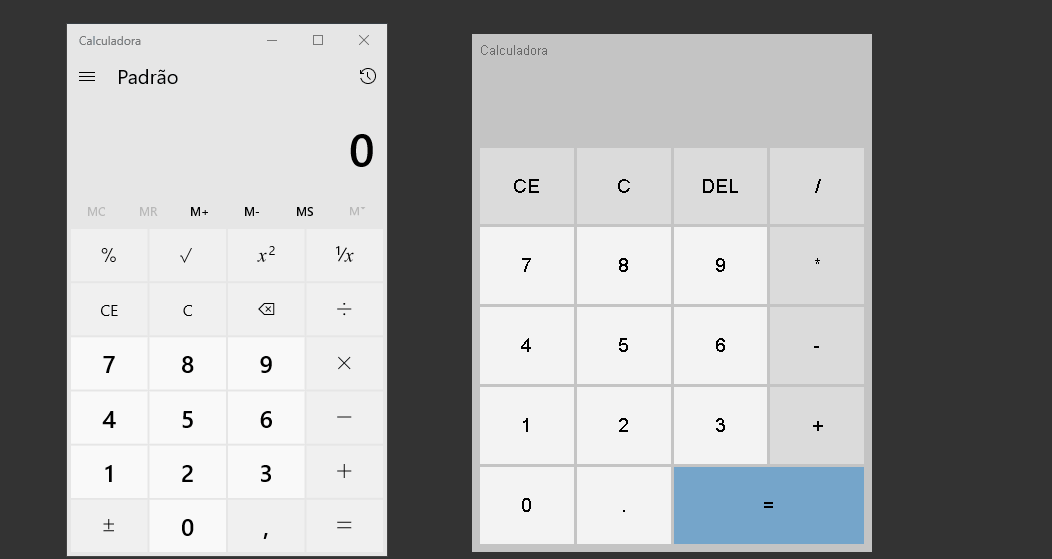 Calculadora
Padrão
0
MC MR M+ M- MS M˅
% √ x² ¹/x
CE C ÷
7 8 9 ×
4 5 6 −
1 2 3 +
± 0 , =
Calculadora
CE C DEL /
7 8 9 *
4 5 6 -
1 2 3 +
0 . =